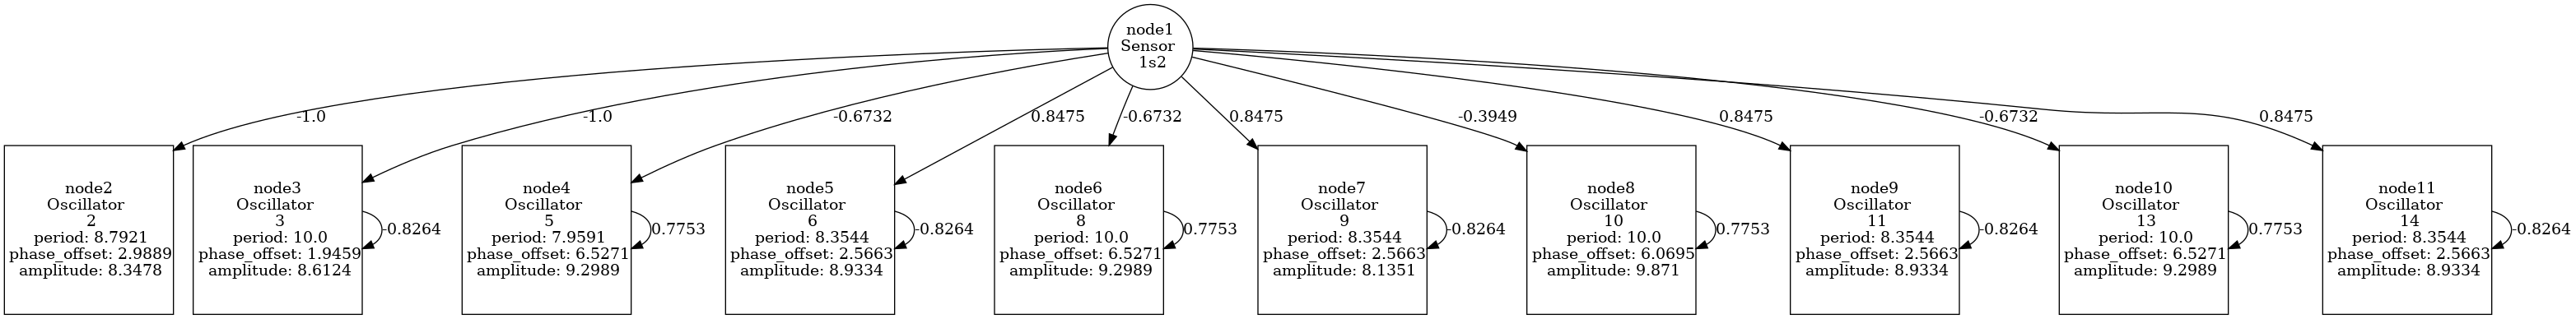 node1
Sensor
1s2
-1.0
-1.0
-0.6732
0.8475
-0.6732
0.8475
-0.3949
0.8475
-0.6732
0.8475
node2
Oscillator
2
period: 8.7921
phase_offset: 2.9889
amplitude: 8.3478
node3
Oscillator
3
period: 10.0
phase_offset: 1.9459
amplitude: 8.6124
-0.8264
node4
Oscillator
5
period: 7.9591
phase_offset: 6.5271
amplitude: 9.2989
0.7753
node5
Oscillator
6
period: 8.3544
phase_offset: 2.5663
amplitude: 8.9334
-0.8264
node6
Oscillator
8
period: 10.0
phase_offset: 6.5271
amplitude: 9.2989
0.7753
node7
Oscillator
9
period: 8.3544
phase_offset: 2.5663
amplitude: 8.1351
-0.8264
node8
Oscillator
10
period: 10.0
phase_offset: 6.0695
amplitude: 9.871
0.7753
node9
Oscillator
11
period: 8.3544
phase_offset: 2.5663
amplitude: 8.9334
-0.8264
node10
Oscillator
13
period: 10.0
phase_offset: 6.5271
amplitude: 9.2989
0.7753
node11
Oscillator
14
period: 8.3544
phase_offset: 2.5663
amplitude: 8.9334
-0.8264